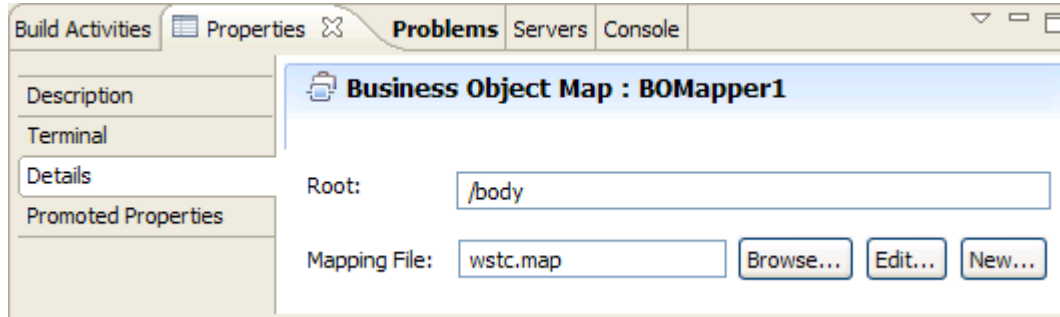 Build Activities Properties Problems Servers Console
Description
Terminal
Details
Promoted Properties
Business Object Map : BOMapper1
Root: /body
Mapping File: wstc.map Browse... Edit... New...